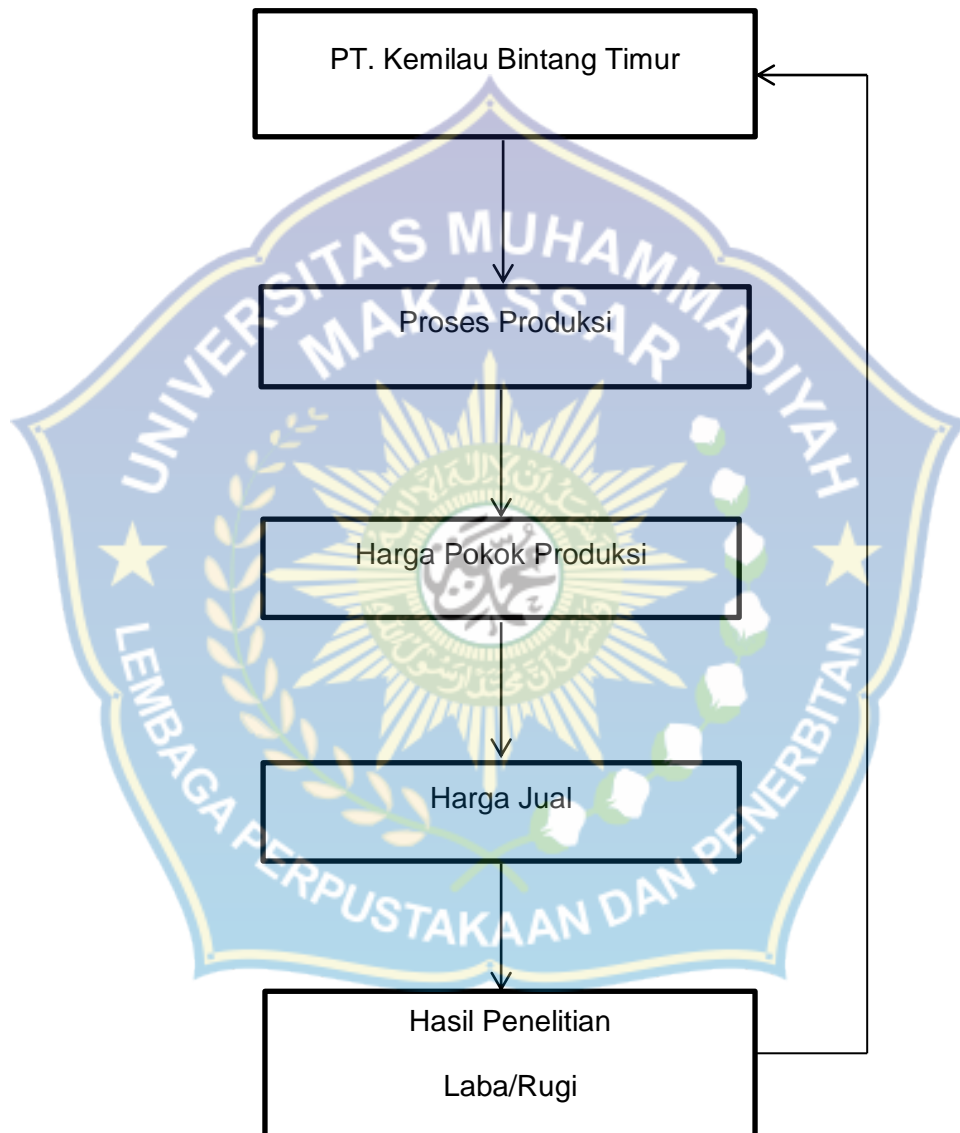 PT. Kemilau Bintang Timur
UNIVERSITAS MUHAMMADIYAH
MAKASSAR
Proses Produksi
Harga Pokok Produksi
Harga Jual
LEMBAGA PERPUSTAKAAN DAN PENERBITAN
Hasil Penelitian
Laba/Rugi